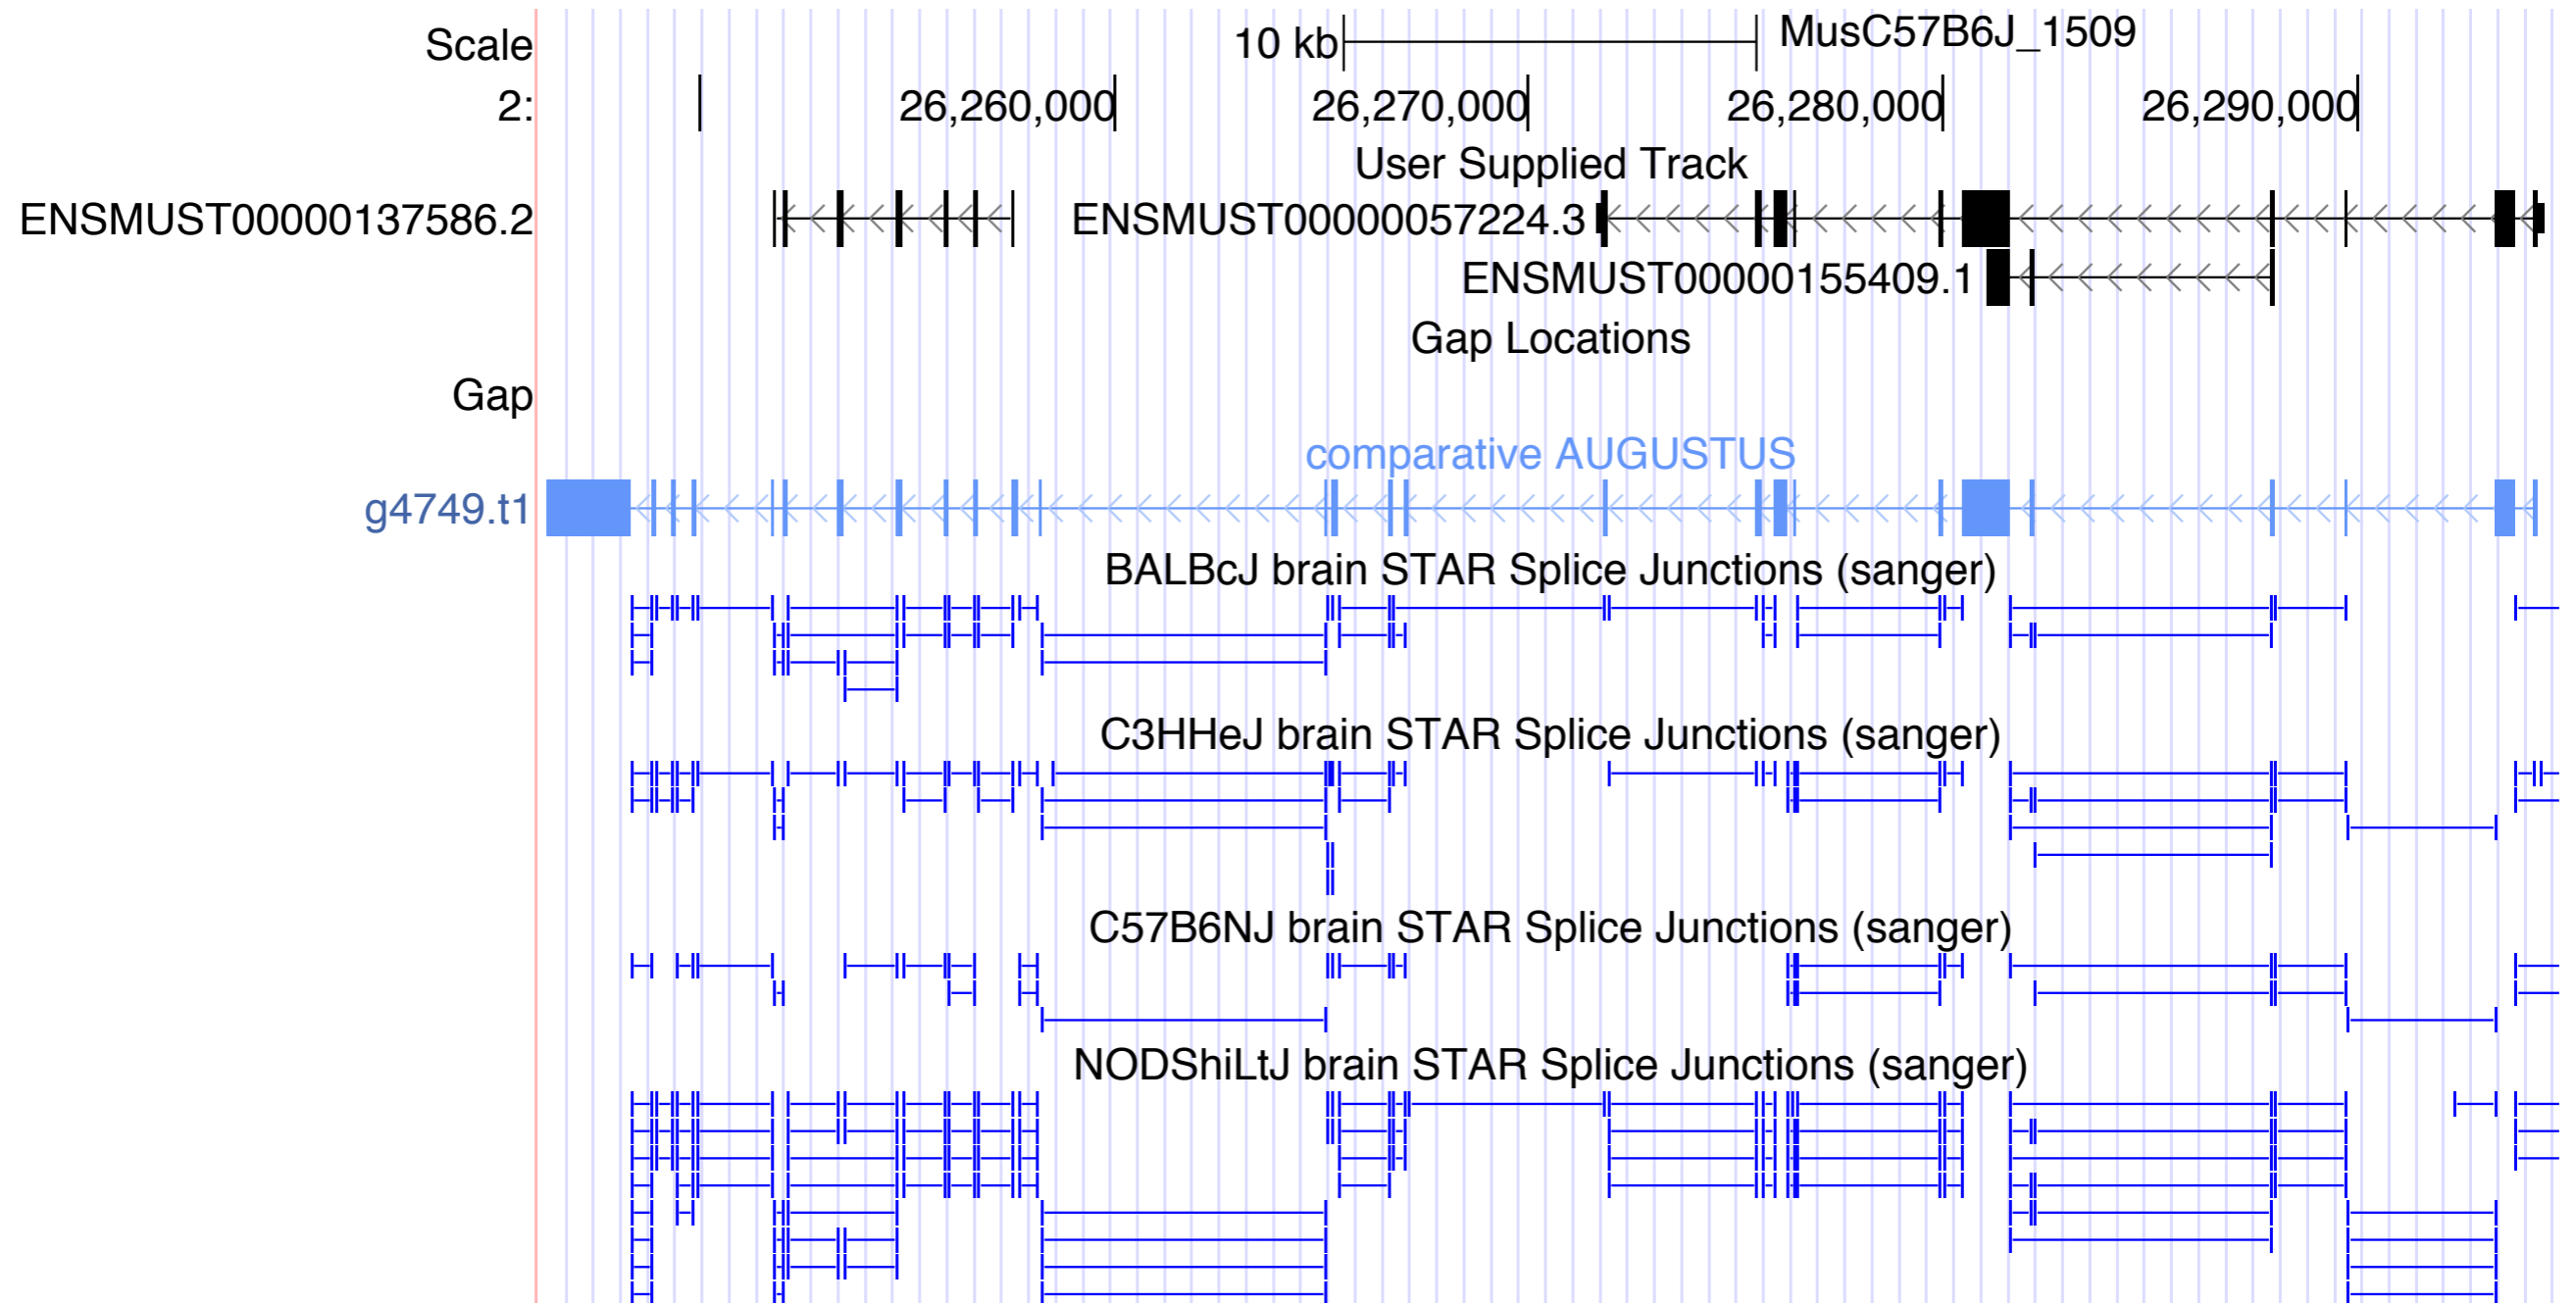 Scale 10 kb MusC57B6J_1509
2: 26,260,000 26,270,000 26,280,000 26,290,000
User Supplied Track
ENSMUST00000137586.2 ENSMUST00000057224.3
ENSMUST00000155409.1
Gap Locations
Gap
comparative AUGUSTUS
g4749.t1
BALBcJ brain STAR Splice Junctions (sanger)
C3HHeJ brain STAR Splice Junctions (sanger)
C57B6NJ brain STAR Splice Junctions (sanger)
NODShiLtJ brain STAR Splice Junctions (sanger)